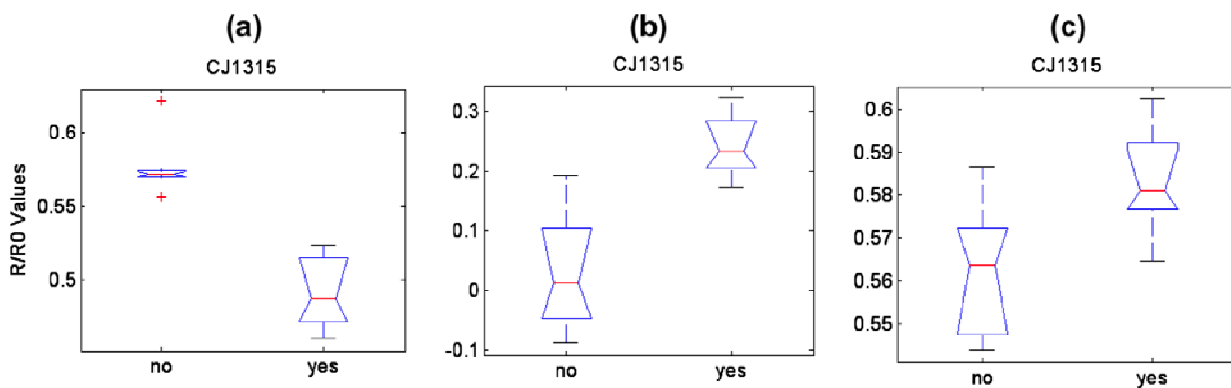 (a)
CJ1315
R/R0 Values
0.6
0.55
0.5
no
yes
(b)
CJ1315
0.3
0.2
0.1
0
-0.1
no
yes
(c)
CJ1315
0.6
0.59
0.58
0.57
0.56
0.55
no
yes